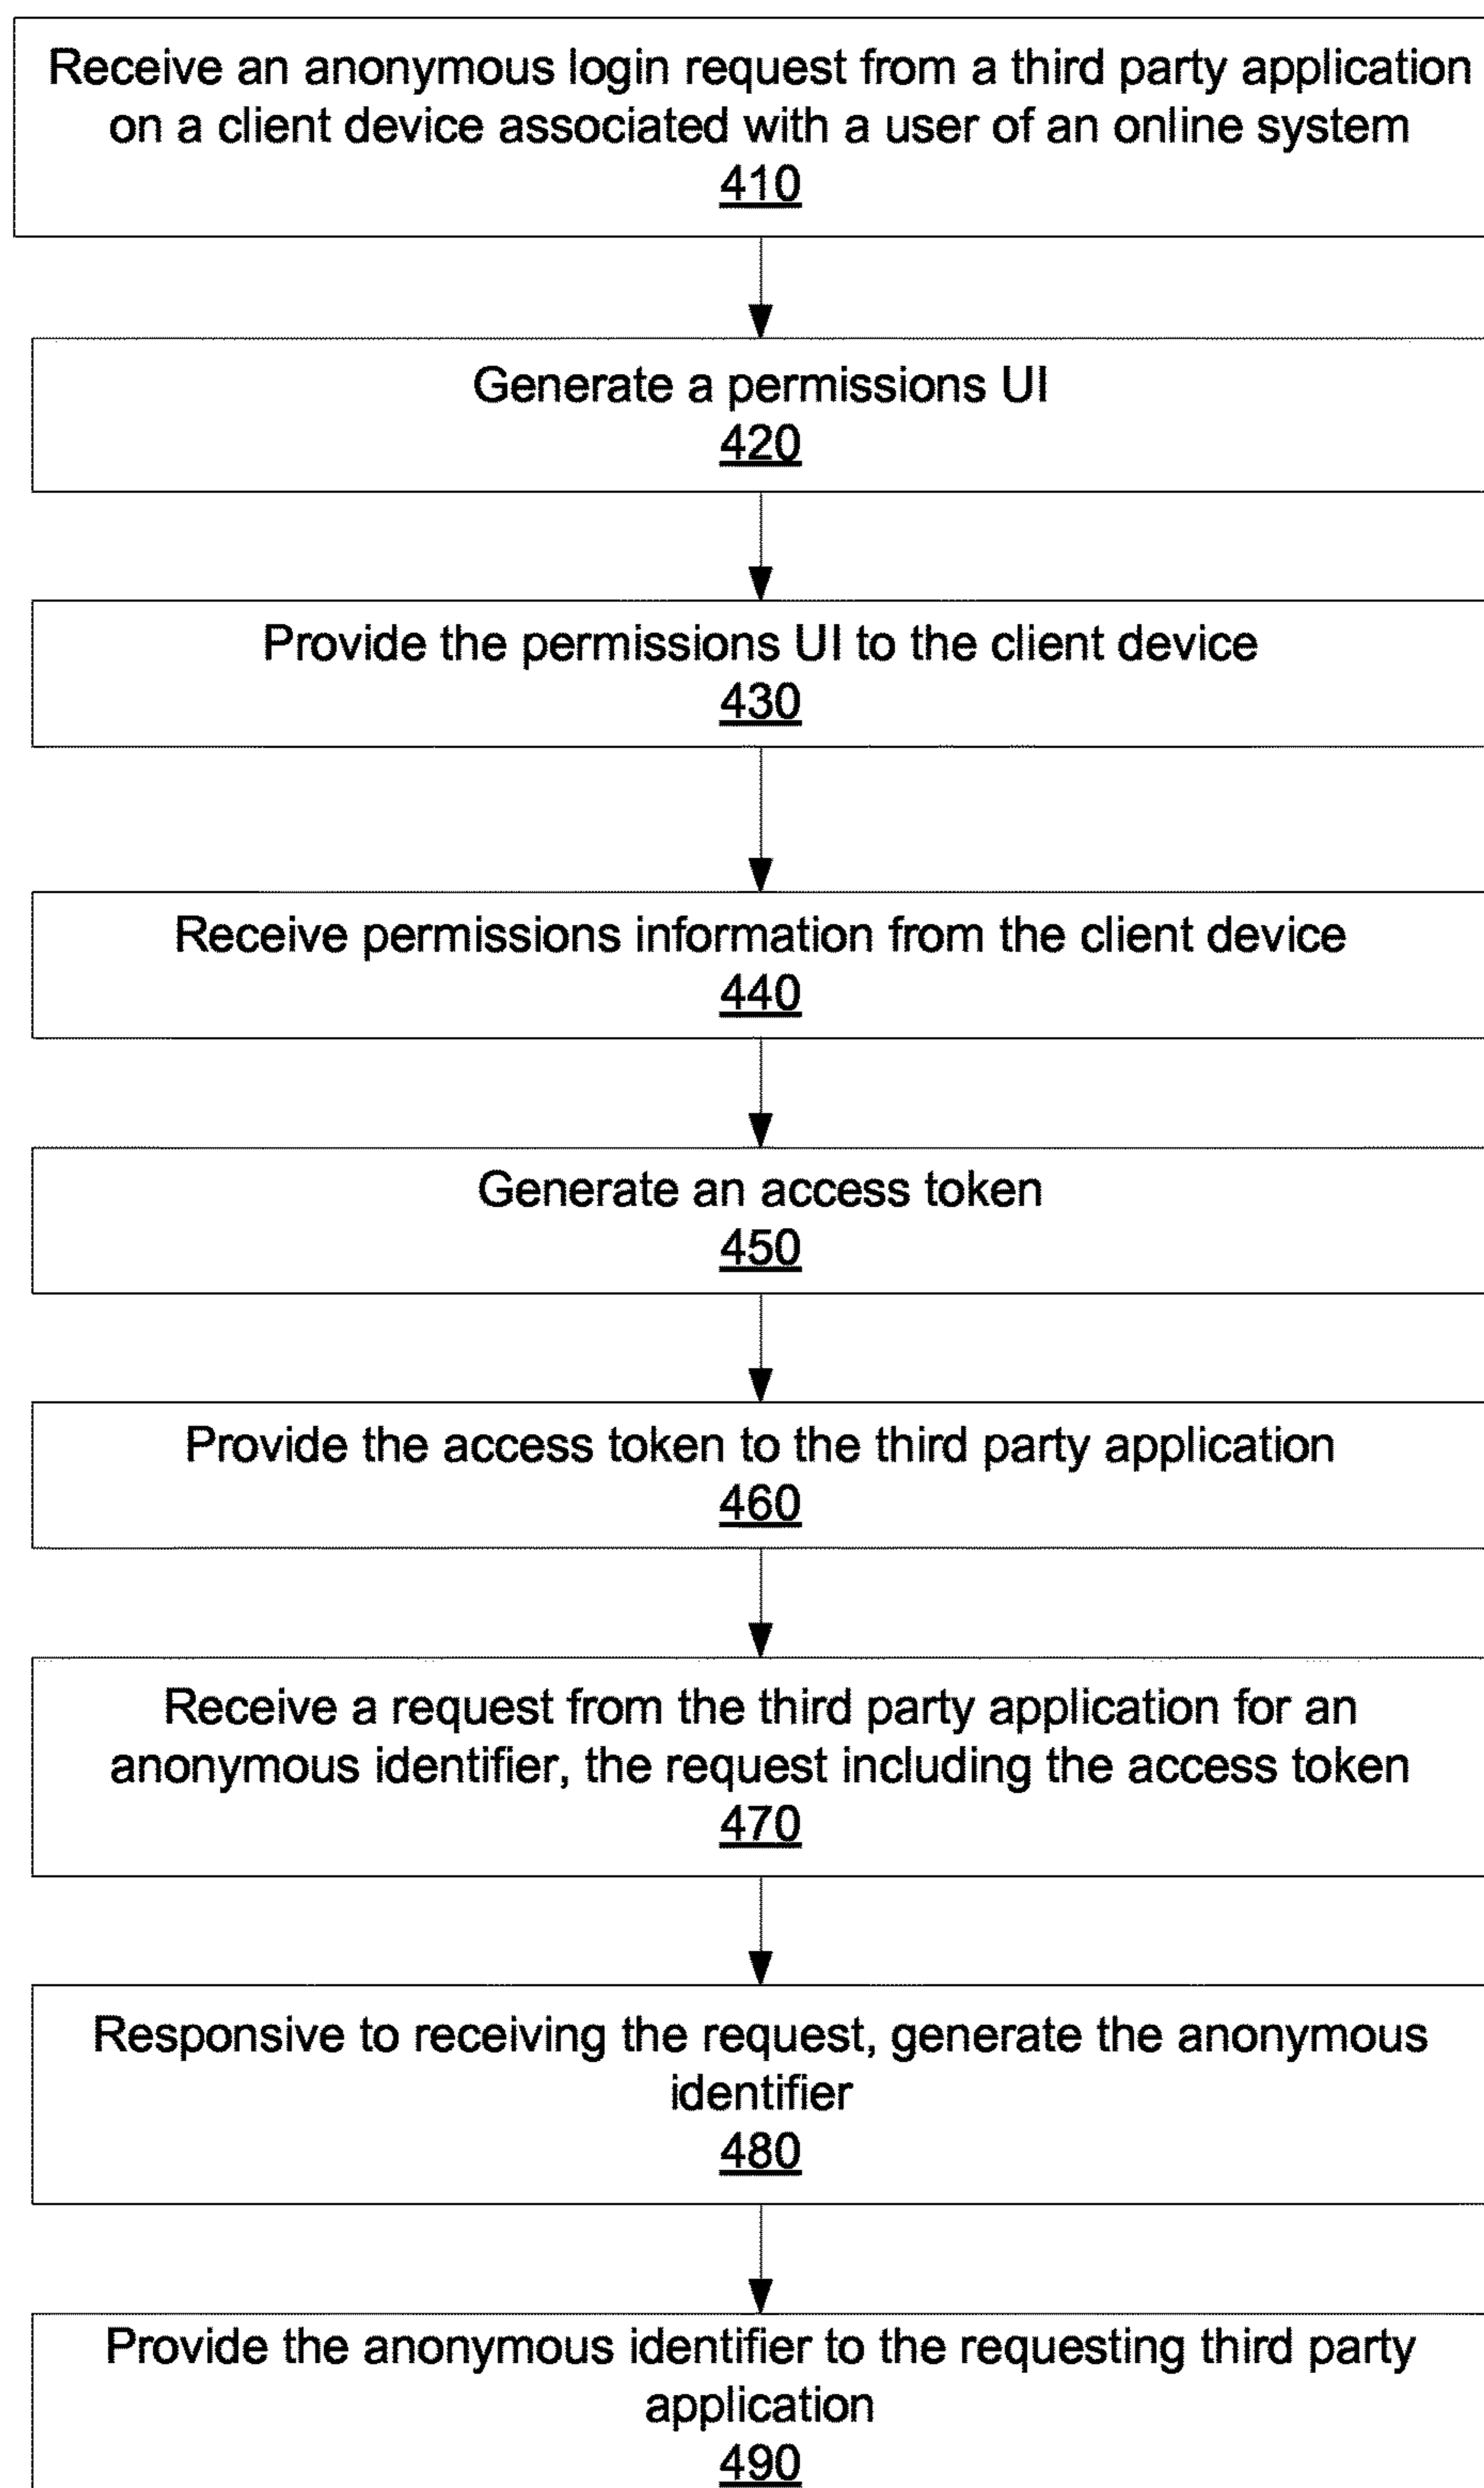 Receive an anonymous login request from a third party application
on a client device associated with a user of an online system
410
Generate a permissions UI
420
Provide the permissions UI to the client device
430
Receive permissions information from the client device
440
Generate an access token
450
Provide the access token to the third party application
460
Receive a request from the third party application for an
anonymous identifier, the request including the access token
470
Responsive to receiving the request, generate the anonymous
identifier
480
Provide the anonymous identifier to the requesting third party
application
490